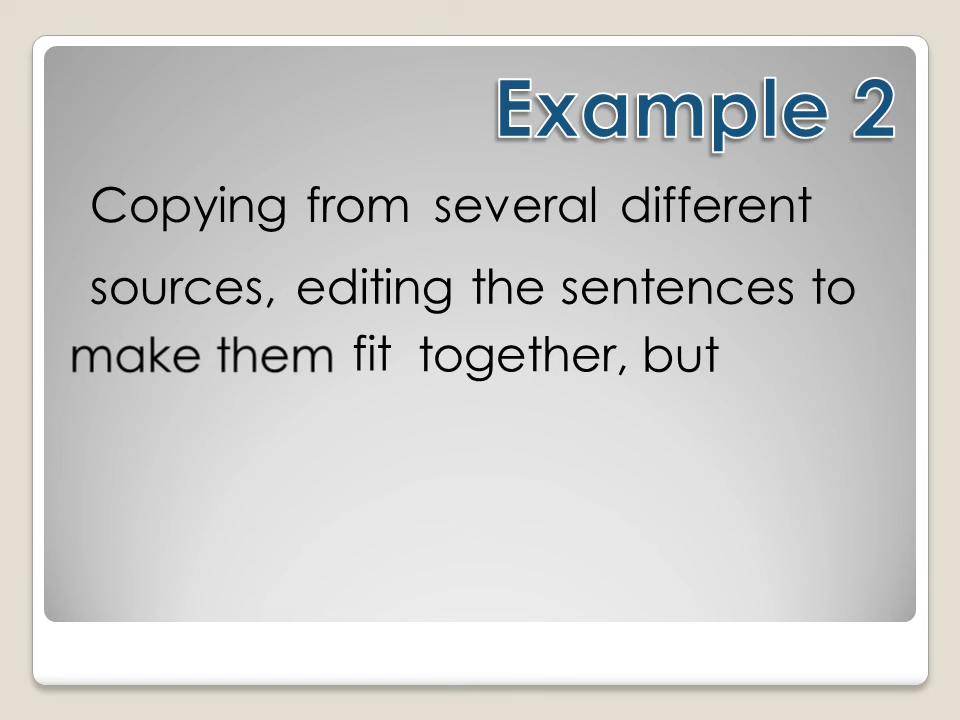 Example 2
Copying from several different
sources, editing the sentences to
make them fit together, but